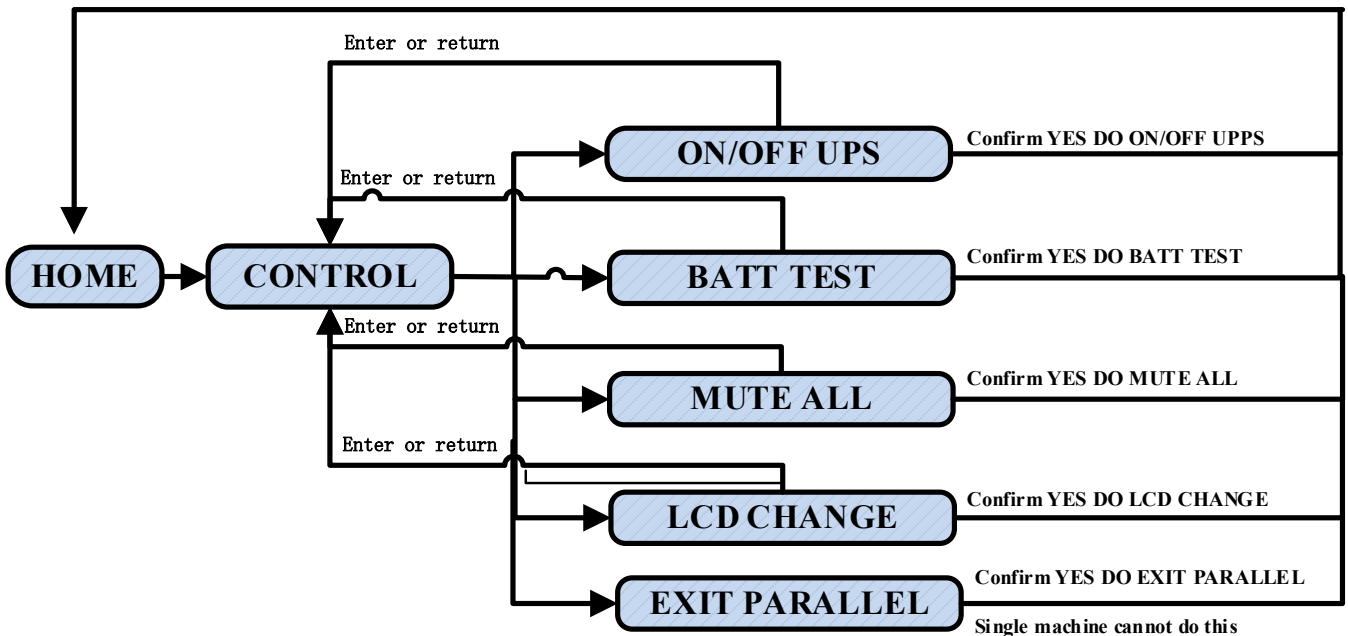 Enter or return
ON/OFF UPS
Confirm YES DO ON/OFF UPPS
Enter or return
HOME
CONTROL
BATT TEST
Confirm YES DO BATT TEST
Enter or return
MUTE ALL
Confirm YES DO MUTE ALL
Enter or return
LCD CHANGE
Confirm YES DO LCD CHANGE
EXIT PARALLEL
Confirm YES DO EXIT PARALLEL
Single machine cannot do this